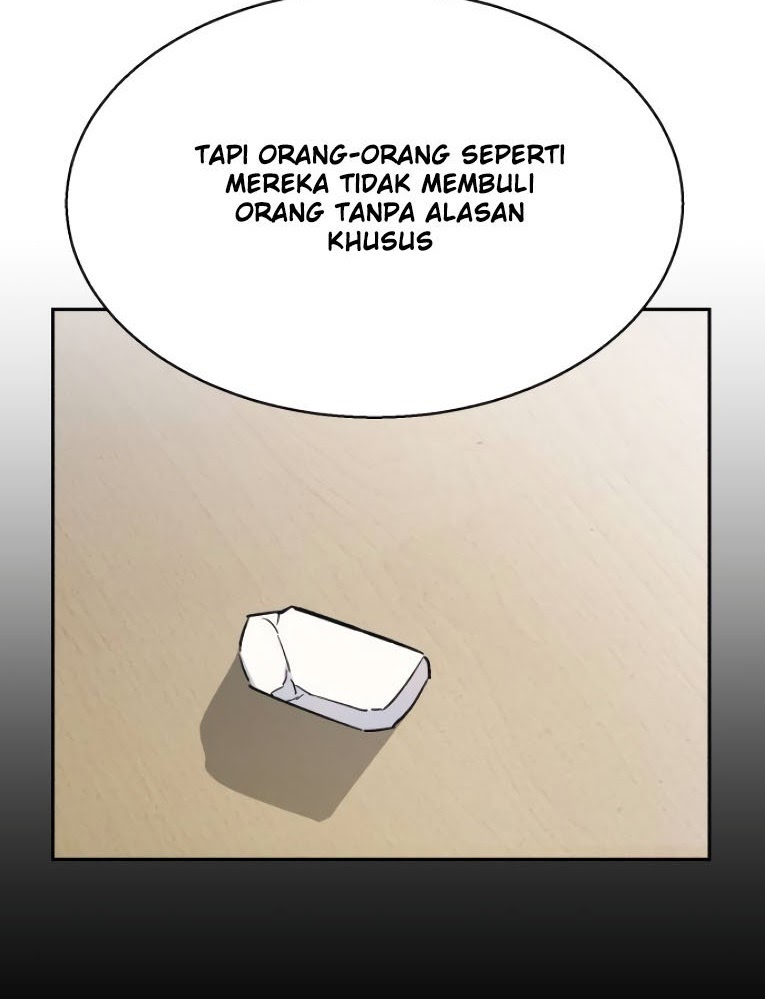 TAPI ORANG-ORANG SEPERTI
MEREKA TIDAK MEMBULI
ORANG TANPA ALASAN
KHUSUS